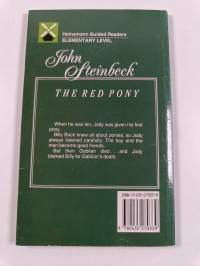 Heinemann Guided Readers
ELEMENTARY LEVEL
John Steinbeck
THE RED PONY
When he was ten, Jody was given his first
pony.
Billy Buck knew all about ponies, so Jody
always listened carefully. The boy and the
man became good friends.
But then Gabilan died . . . and Jody
blamed Billy for Gabilan's death.